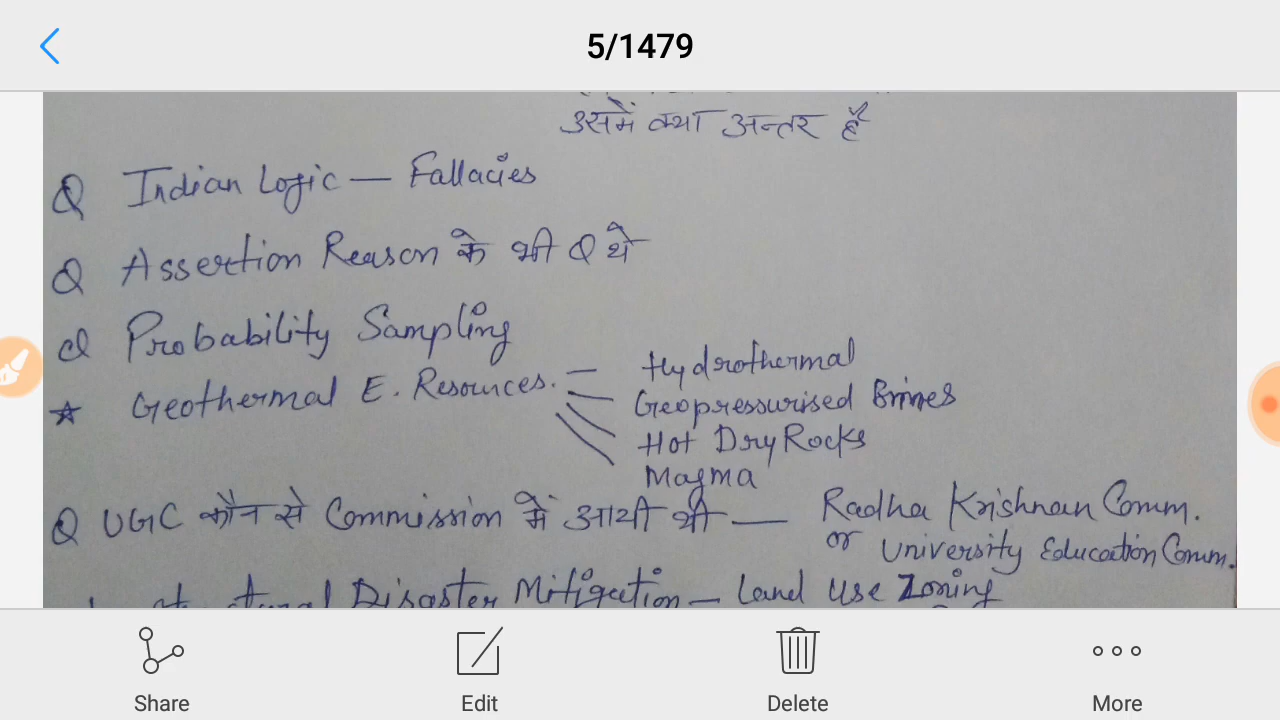 5/1479
उसमें क्या अन्तर है
Q Indian Logic — Fallacies
Q Assertion Reason के भी Q थे
Q Probability Sampling
☆ Geothermal E. Resources. — Hydrothermal
Geopressurised Brines
Hot Dry Rocks
Magma
Q UGC कौन से Commission में आयी थी — Radha Krishnan Comm.
or University Education Comm.
Disaster Mitigation — Land Use Zoning
Share Edit Delete More